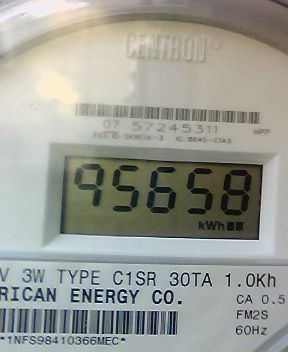 CENTRON®
07 57245311
HPP
95658
kWh
V 3W TYPE C1SR 30TA 1.0Kh
RICAN ENERGY CO.
CA 0.5
FM2S
60Hz
*1NFS98410366MEC*